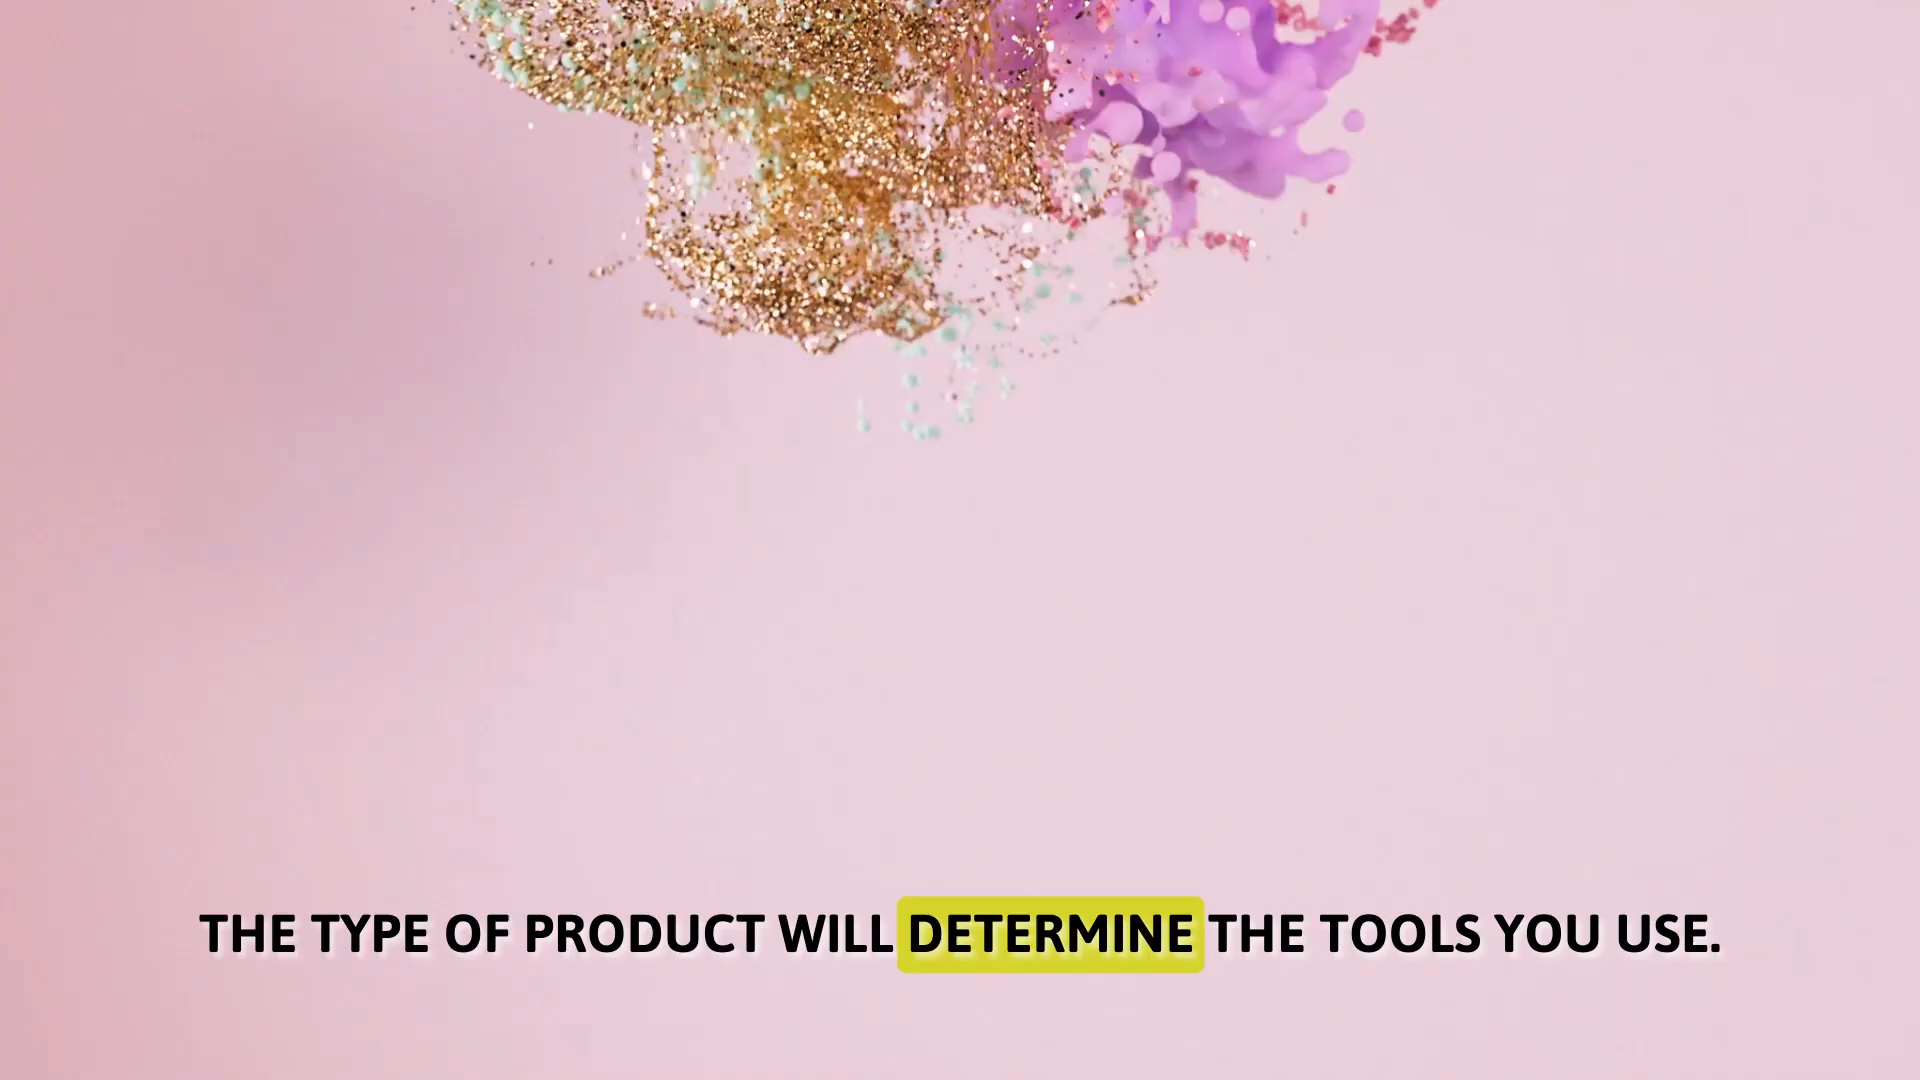 THE TYPE OF PRODUCT WILL DETERMINE THE TOOLS YOU USE.